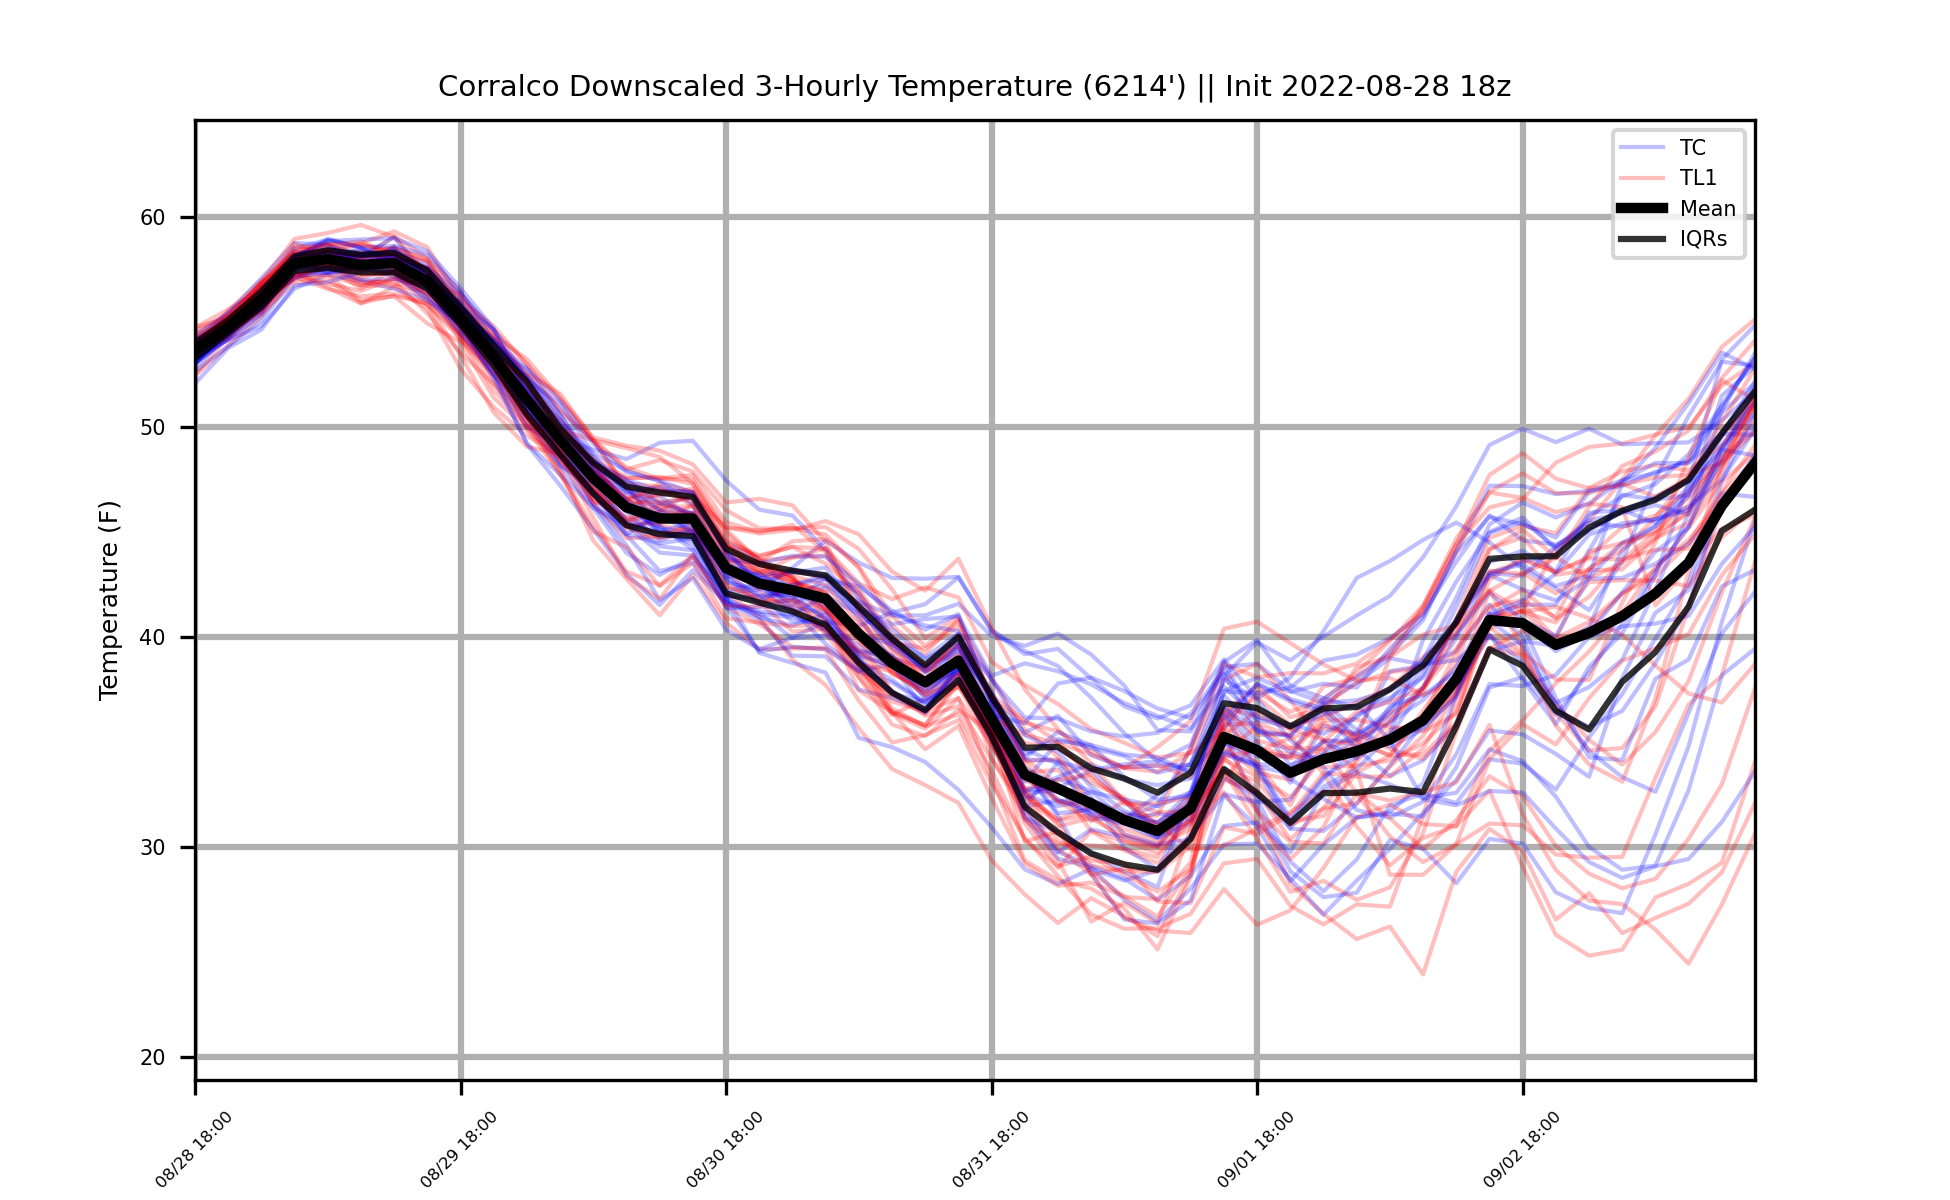 Corralco Downscaled 3-Hourly Temperature (6214') || Init 2022-08-28 18z
TC
TL1
Mean
IQRs
Temperature (F)
60
50
40
30
20
08/28 18:00
08/29 18:00
08/30 18:00
08/31 18:00
09/01 18:00
09/02 18:00